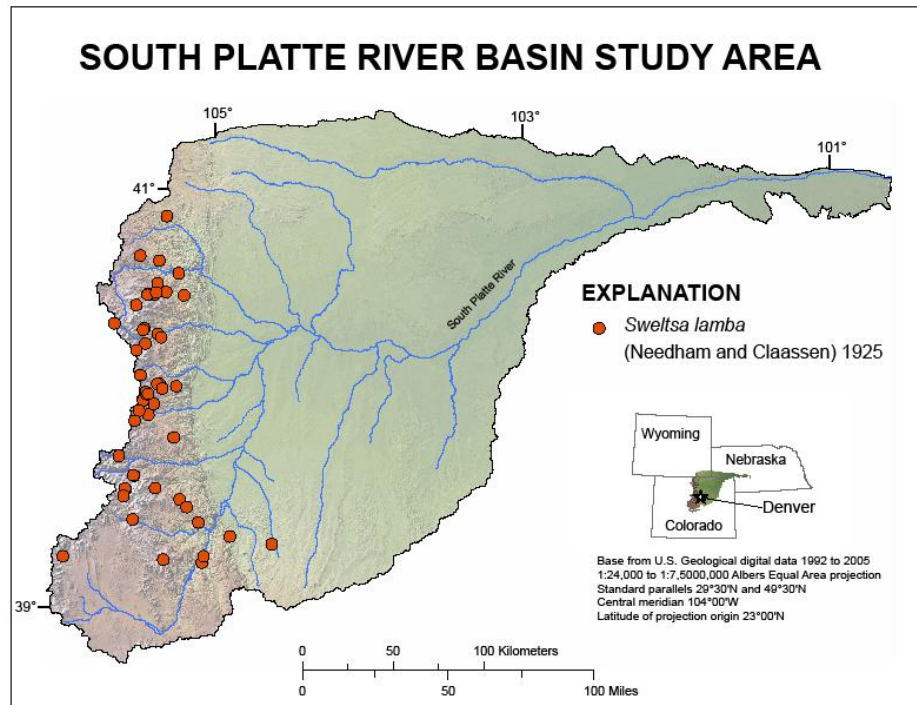 SOUTH PLATTE RIVER BASIN STUDY AREA
105°
103°
101°
41°
South Platte River
EXPLANATION
Sweltsa lamba
(Needham and Claassen) 1925
Wyoming
Nebraska
Denver
Colorado
Base from U.S. Geological digital data 1992 to 2005
1:24,000 to 1:7,5000,000 Albers Equal Area projection
Standard parallels 29°30'N and 49°30'N
Central meridian 104°00'W
Latitude of projection origin 23°00'N
39°
0 50 100 Kilometers
0 50 100 Miles